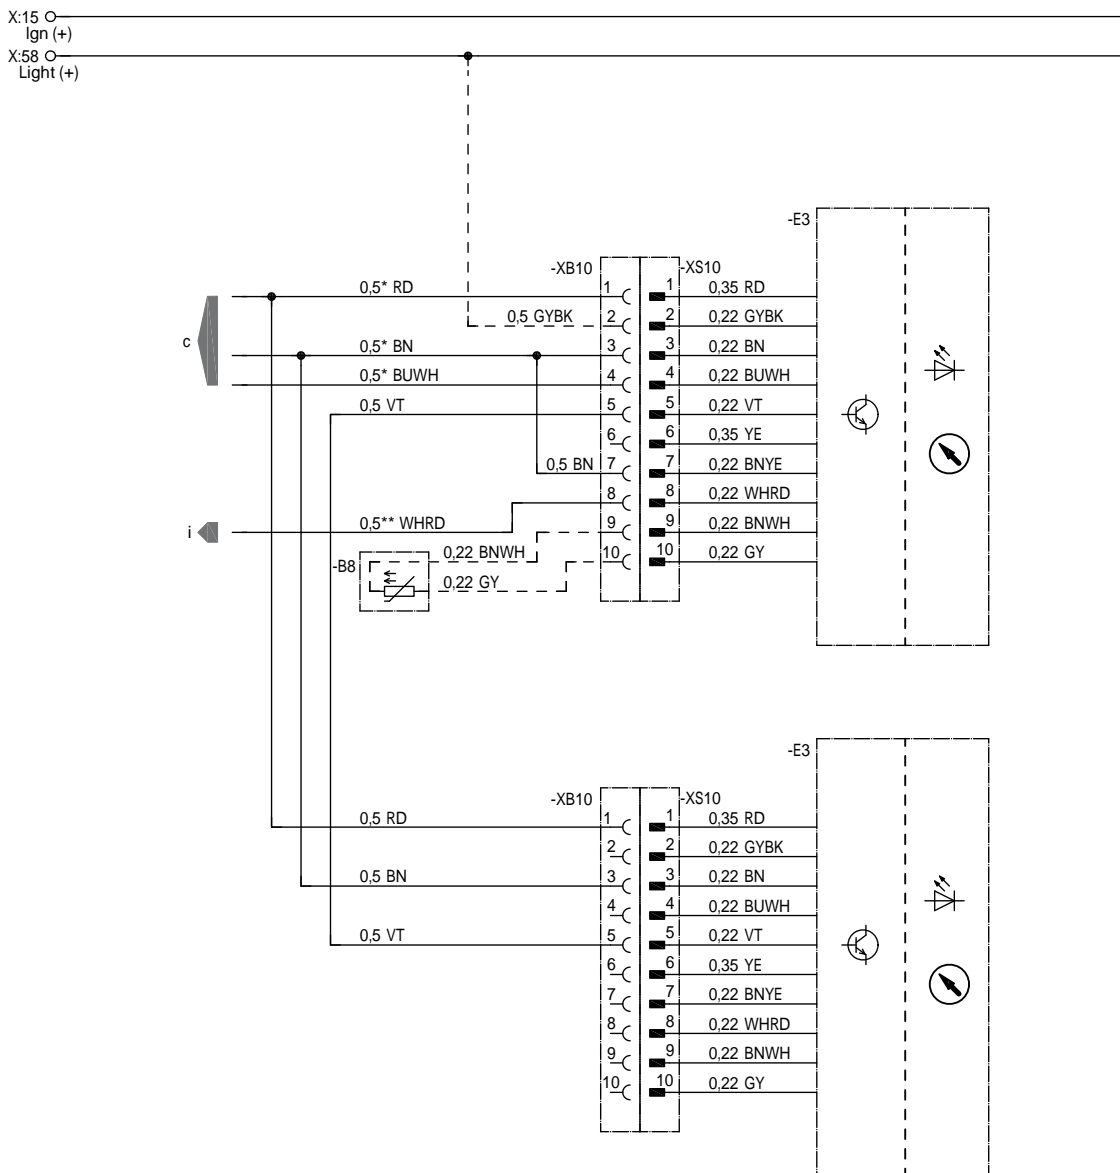 X:15
Ign (+)
X:58
Light (+)
-E3
-XB10 -XS10
0,5* RD 1 1 0,35 RD
0,5 GYBK 2 2 0,22 GYBK
0,5* BN 3 3 0,22 BN
c
0,5* BUWH 4 4 0,22 BUWH
0,5 VT 5 5 0,22 VT
6 6 0,35 YE
0,5 BN 7 7 0,22 BNYE
8 8 0,22 WHRD
i 0,5** WHRD 9 9 0,22 BNWH
-B8 0,22 BNWH 10 10 0,22 GY
0,22 GY
-E3
-XB10 -XS10
0,5 RD 1 1 0,35 RD
2 2 0,22 GYBK
0,5 BN 3 3 0,22 BN
4 4 0,22 BUWH
0,5 VT 5 5 0,22 VT
6 6 0,35 YE
7 7 0,22 BNYE
8 8 0,22 WHRD
9 9 0,22 BNWH
10 10 0,22 GY